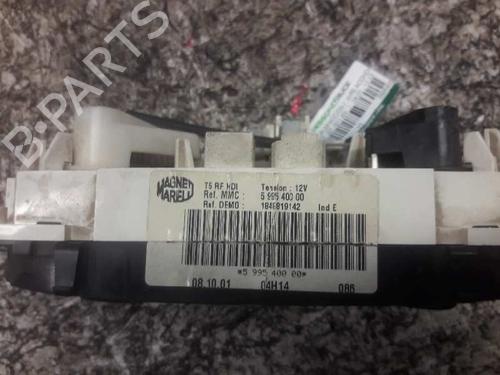 B-PARTS
MAGNETI MARELLI
T5 RF HDI Tension : 12V
Ref. MMC : 5 995 400 00
Ref. DEMO : 1846819142 Ind E
*5 995 400 00*
08.10.01 04H14 086